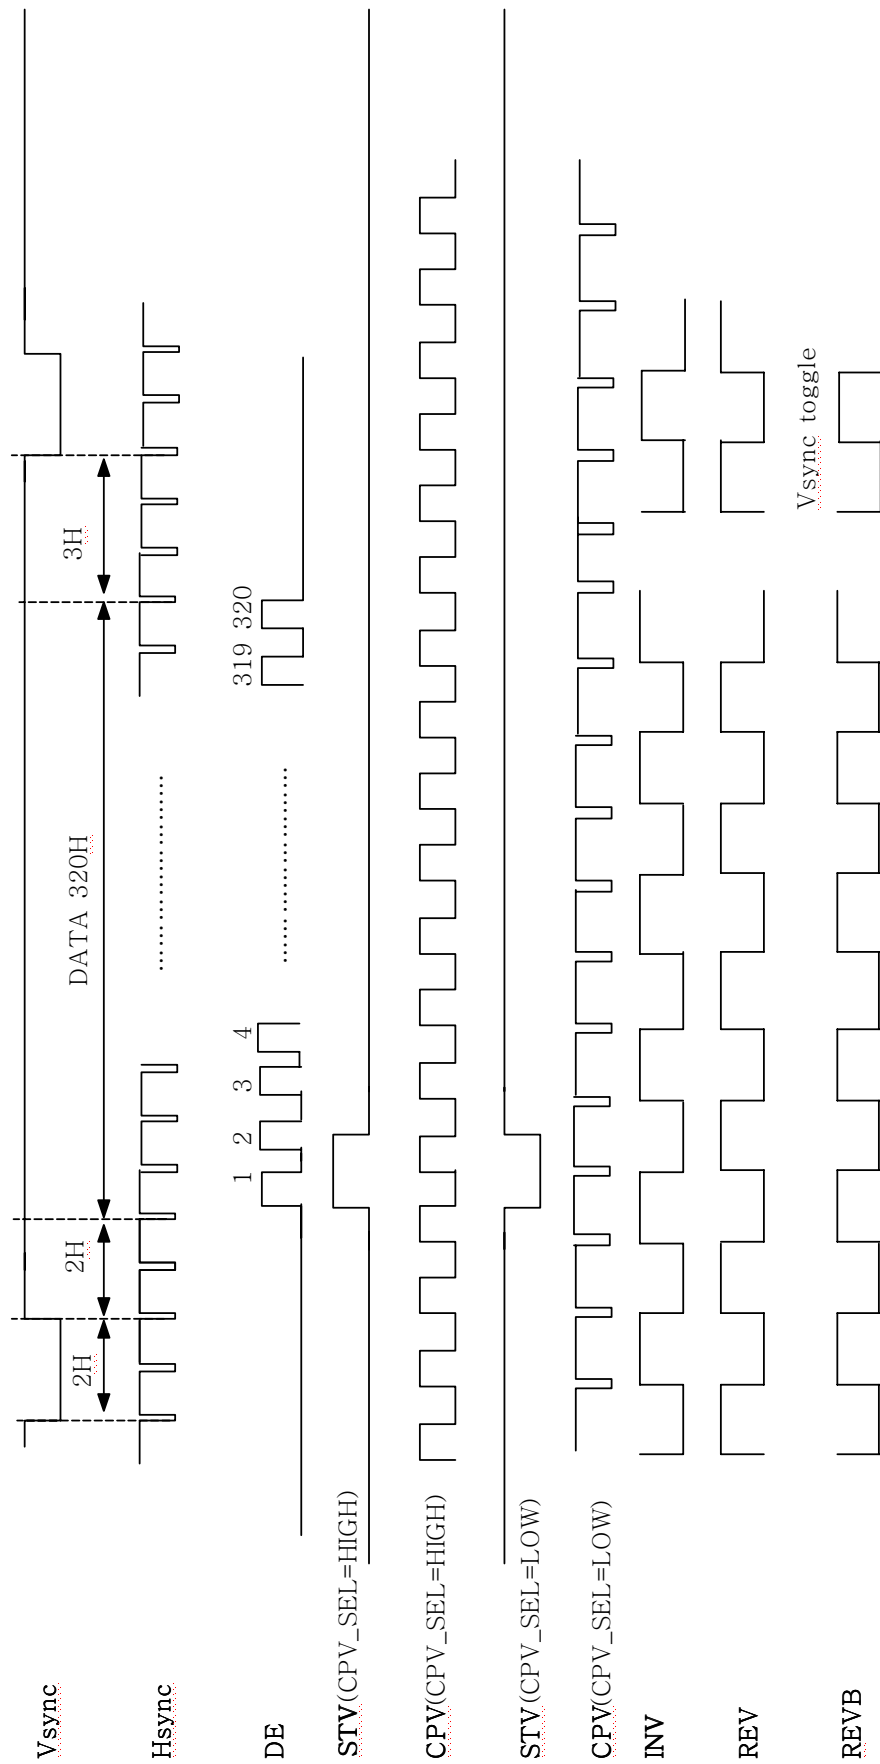 Vsync
2H
2H
DATA 320H
3H
Hsync
DE
1 2 3 4
319 320
STV(CPV_SEL=HIGH)
CPV(CPV_SEL=HIGH)
STV(CPV_SEL=LOW)
CPV(CPV_SEL=LOW)
INV
REV
Vsync toggle
REVB